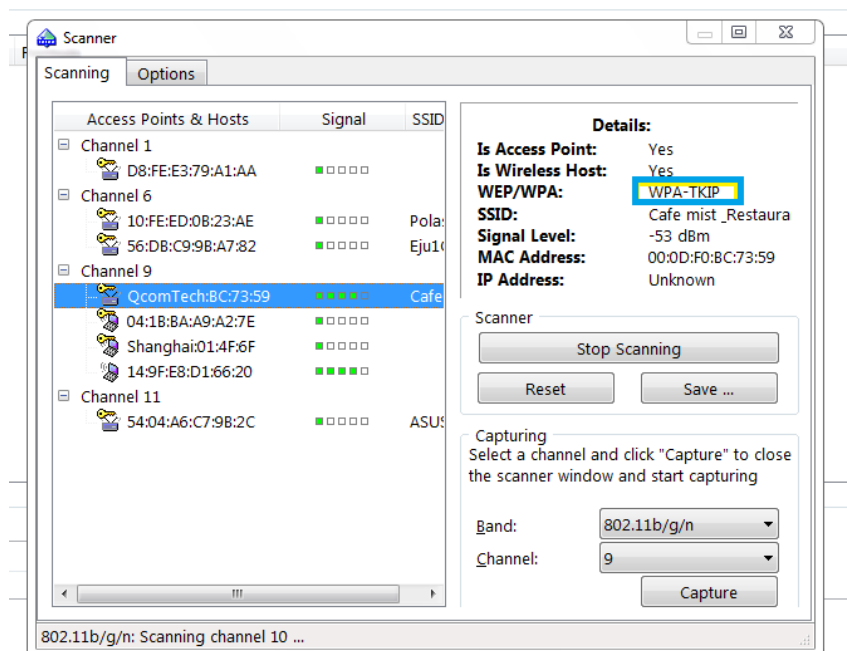 Scanner
Scanning Options
Access Points & Hosts Signal SSID
Channel 1
D8:FE:E3:79:A1:AA
Channel 6
10:FE:ED:0B:23:AE Pola
56:DB:C9:9B:A7:82 Eju1
Channel 9
QcomTech:BC:73:59 Cafe
04:1B:BA:A9:A2:7E
Shanghai:01:4F:6F
14:9F:E8:D1:66:20
Channel 11
54:04:A6:C7:9B:2C ASUS
Details:
Is Access Point: Yes
Is Wireless Host: Yes
WEP/WPA: WPA-TKIP
SSID: Cafe mist _Restaura
Signal Level: -53 dBm
MAC Address: 00:0D:F0:BC:73:59
IP Address: Unknown
Scanner
Stop Scanning
Reset Save ...
Capturing
Select a channel and click "Capture" to close
the scanner window and start capturing
Band: 802.11b/g/n
Channel: 9
Capture
802.11b/g/n: Scanning channel 10 ...